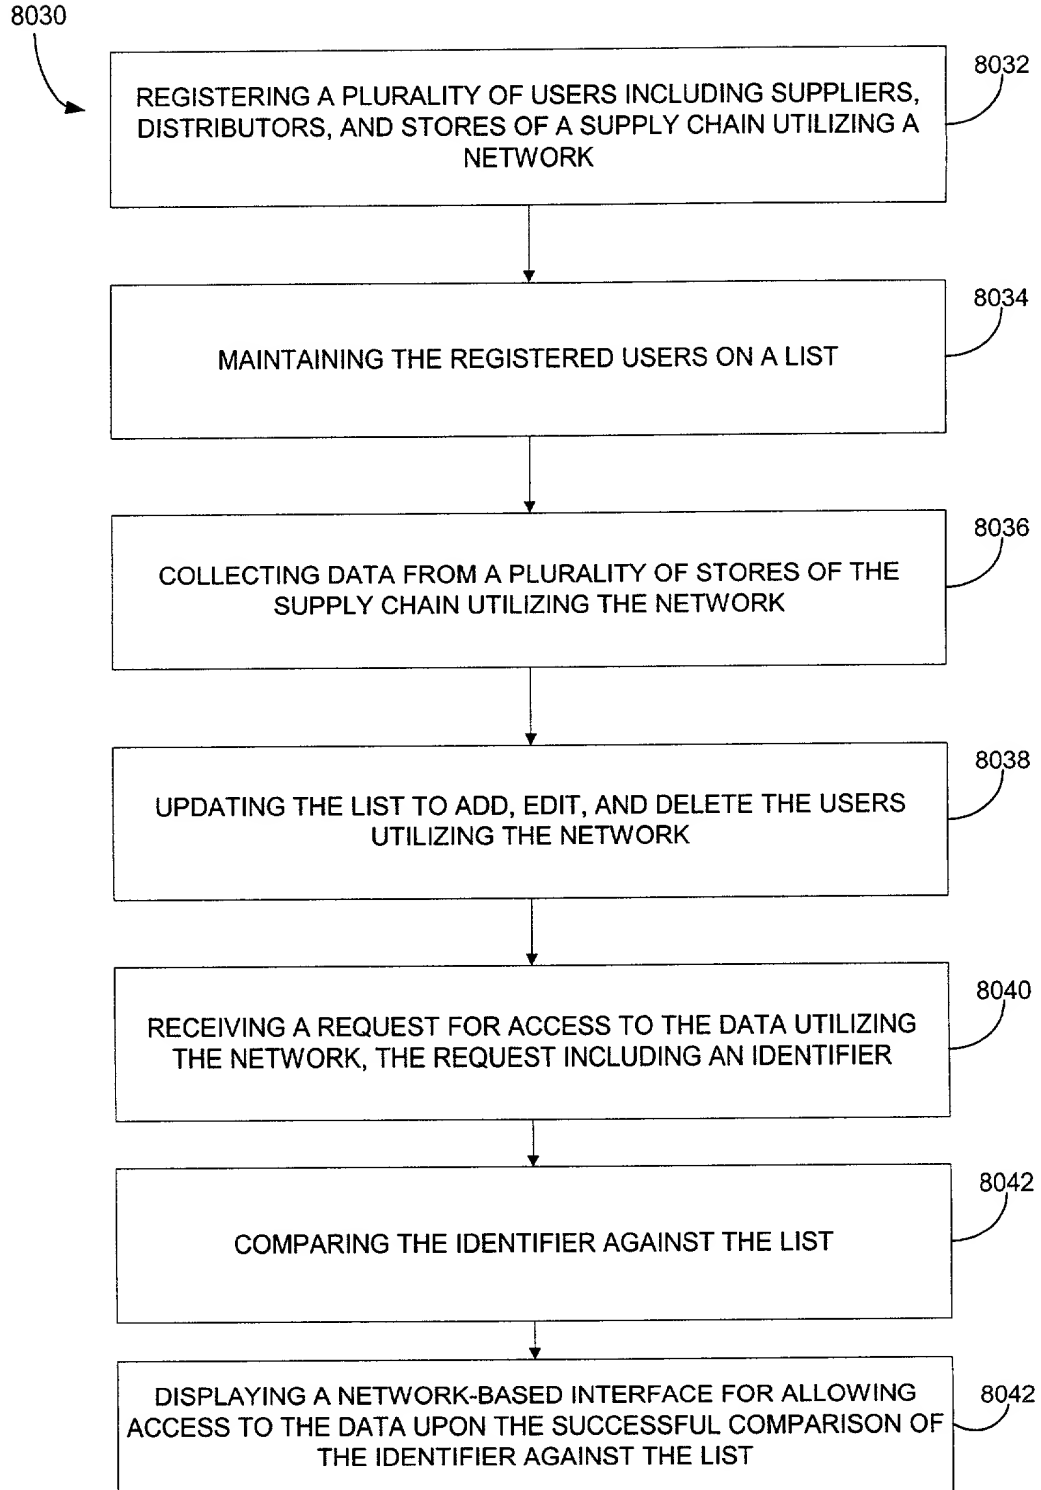 8030
8032
REGISTERING A PLURALITY OF USERS INCLUDING SUPPLIERS,
DISTRIBUTORS, AND STORES OF A SUPPLY CHAIN UTILIZING A
NETWORK
8034
MAINTAINING THE REGISTERED USERS ON A LIST
8036
COLLECTING DATA FROM A PLURALITY OF STORES OF THE
SUPPLY CHAIN UTILIZING THE NETWORK
8038
UPDATING THE LIST TO ADD, EDIT, AND DELETE THE USERS
UTILIZING THE NETWORK
8040
RECEIVING A REQUEST FOR ACCESS TO THE DATA UTILIZING
THE NETWORK, THE REQUEST INCLUDING AN IDENTIFIER
8042
COMPARING THE IDENTIFIER AGAINST THE LIST
8042
DISPLAYING A NETWORK-BASED INTERFACE FOR ALLOWING
ACCESS TO THE DATA UPON THE SUCCESSFUL COMPARISON OF
THE IDENTIFIER AGAINST THE LIST